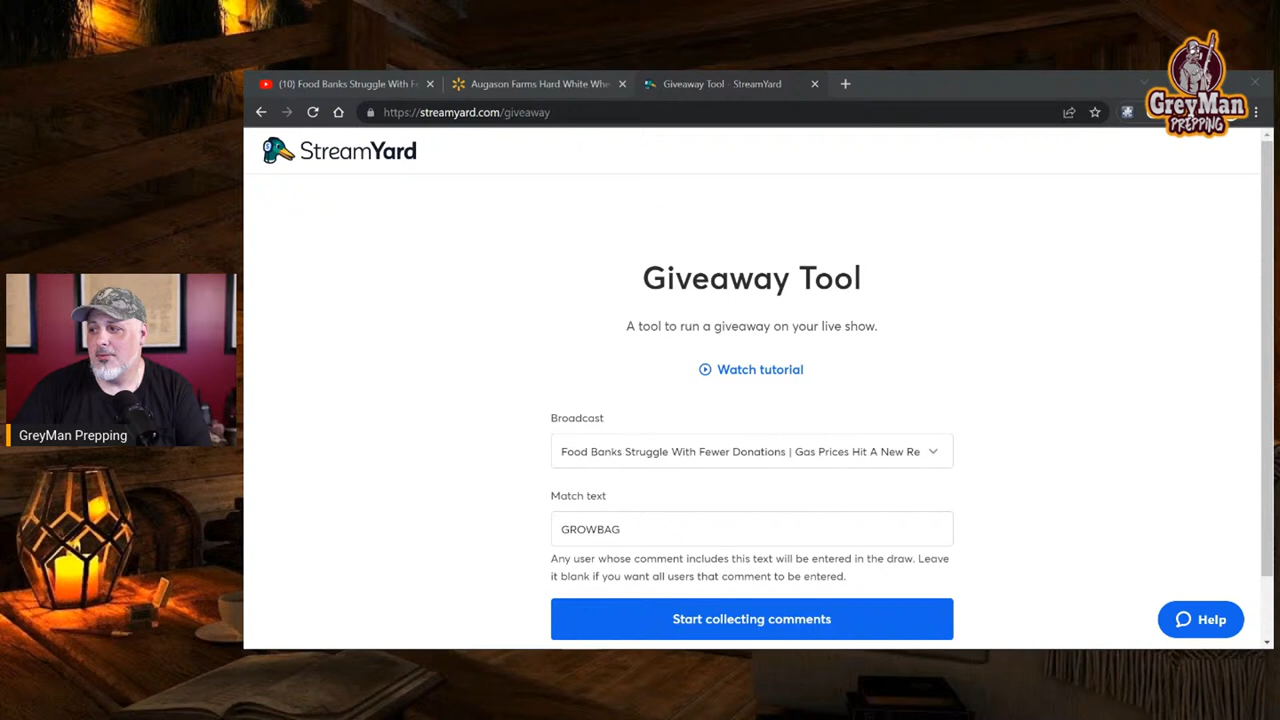 (10) Food Banks Struggle With Fe
Augason Farms Hard White Whe
Giveaway Tool - StreamYard
https://streamyard.com/giveaway
GreyMan
PREPPING
StreamYard
Giveaway Tool
A tool to run a giveaway on your live show.
Watch tutorial
Broadcast
Food Banks Struggle With Fewer Donations | Gas Prices Hit A New Re
Match text
GROWBAG
Any user whose comment includes this text will be entered in the draw. Leave
it blank if you want all users that comment to be entered.
Start collecting comments
Help
GreyMan Prepping